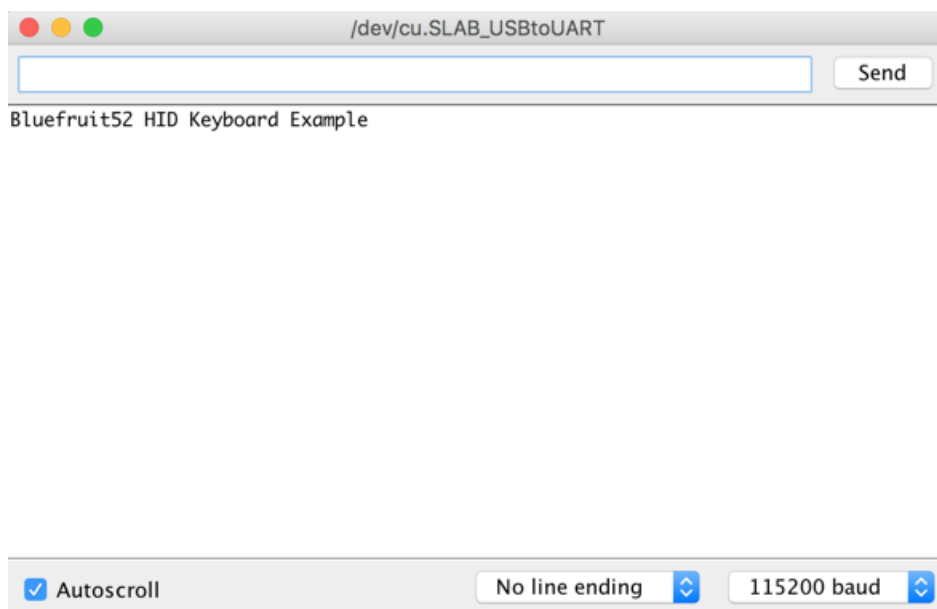 /dev/cu.SLAB_USBtoUART
Send
Bluefruit52 HID Keyboard Example
Autoscroll
No line ending
115200 baud